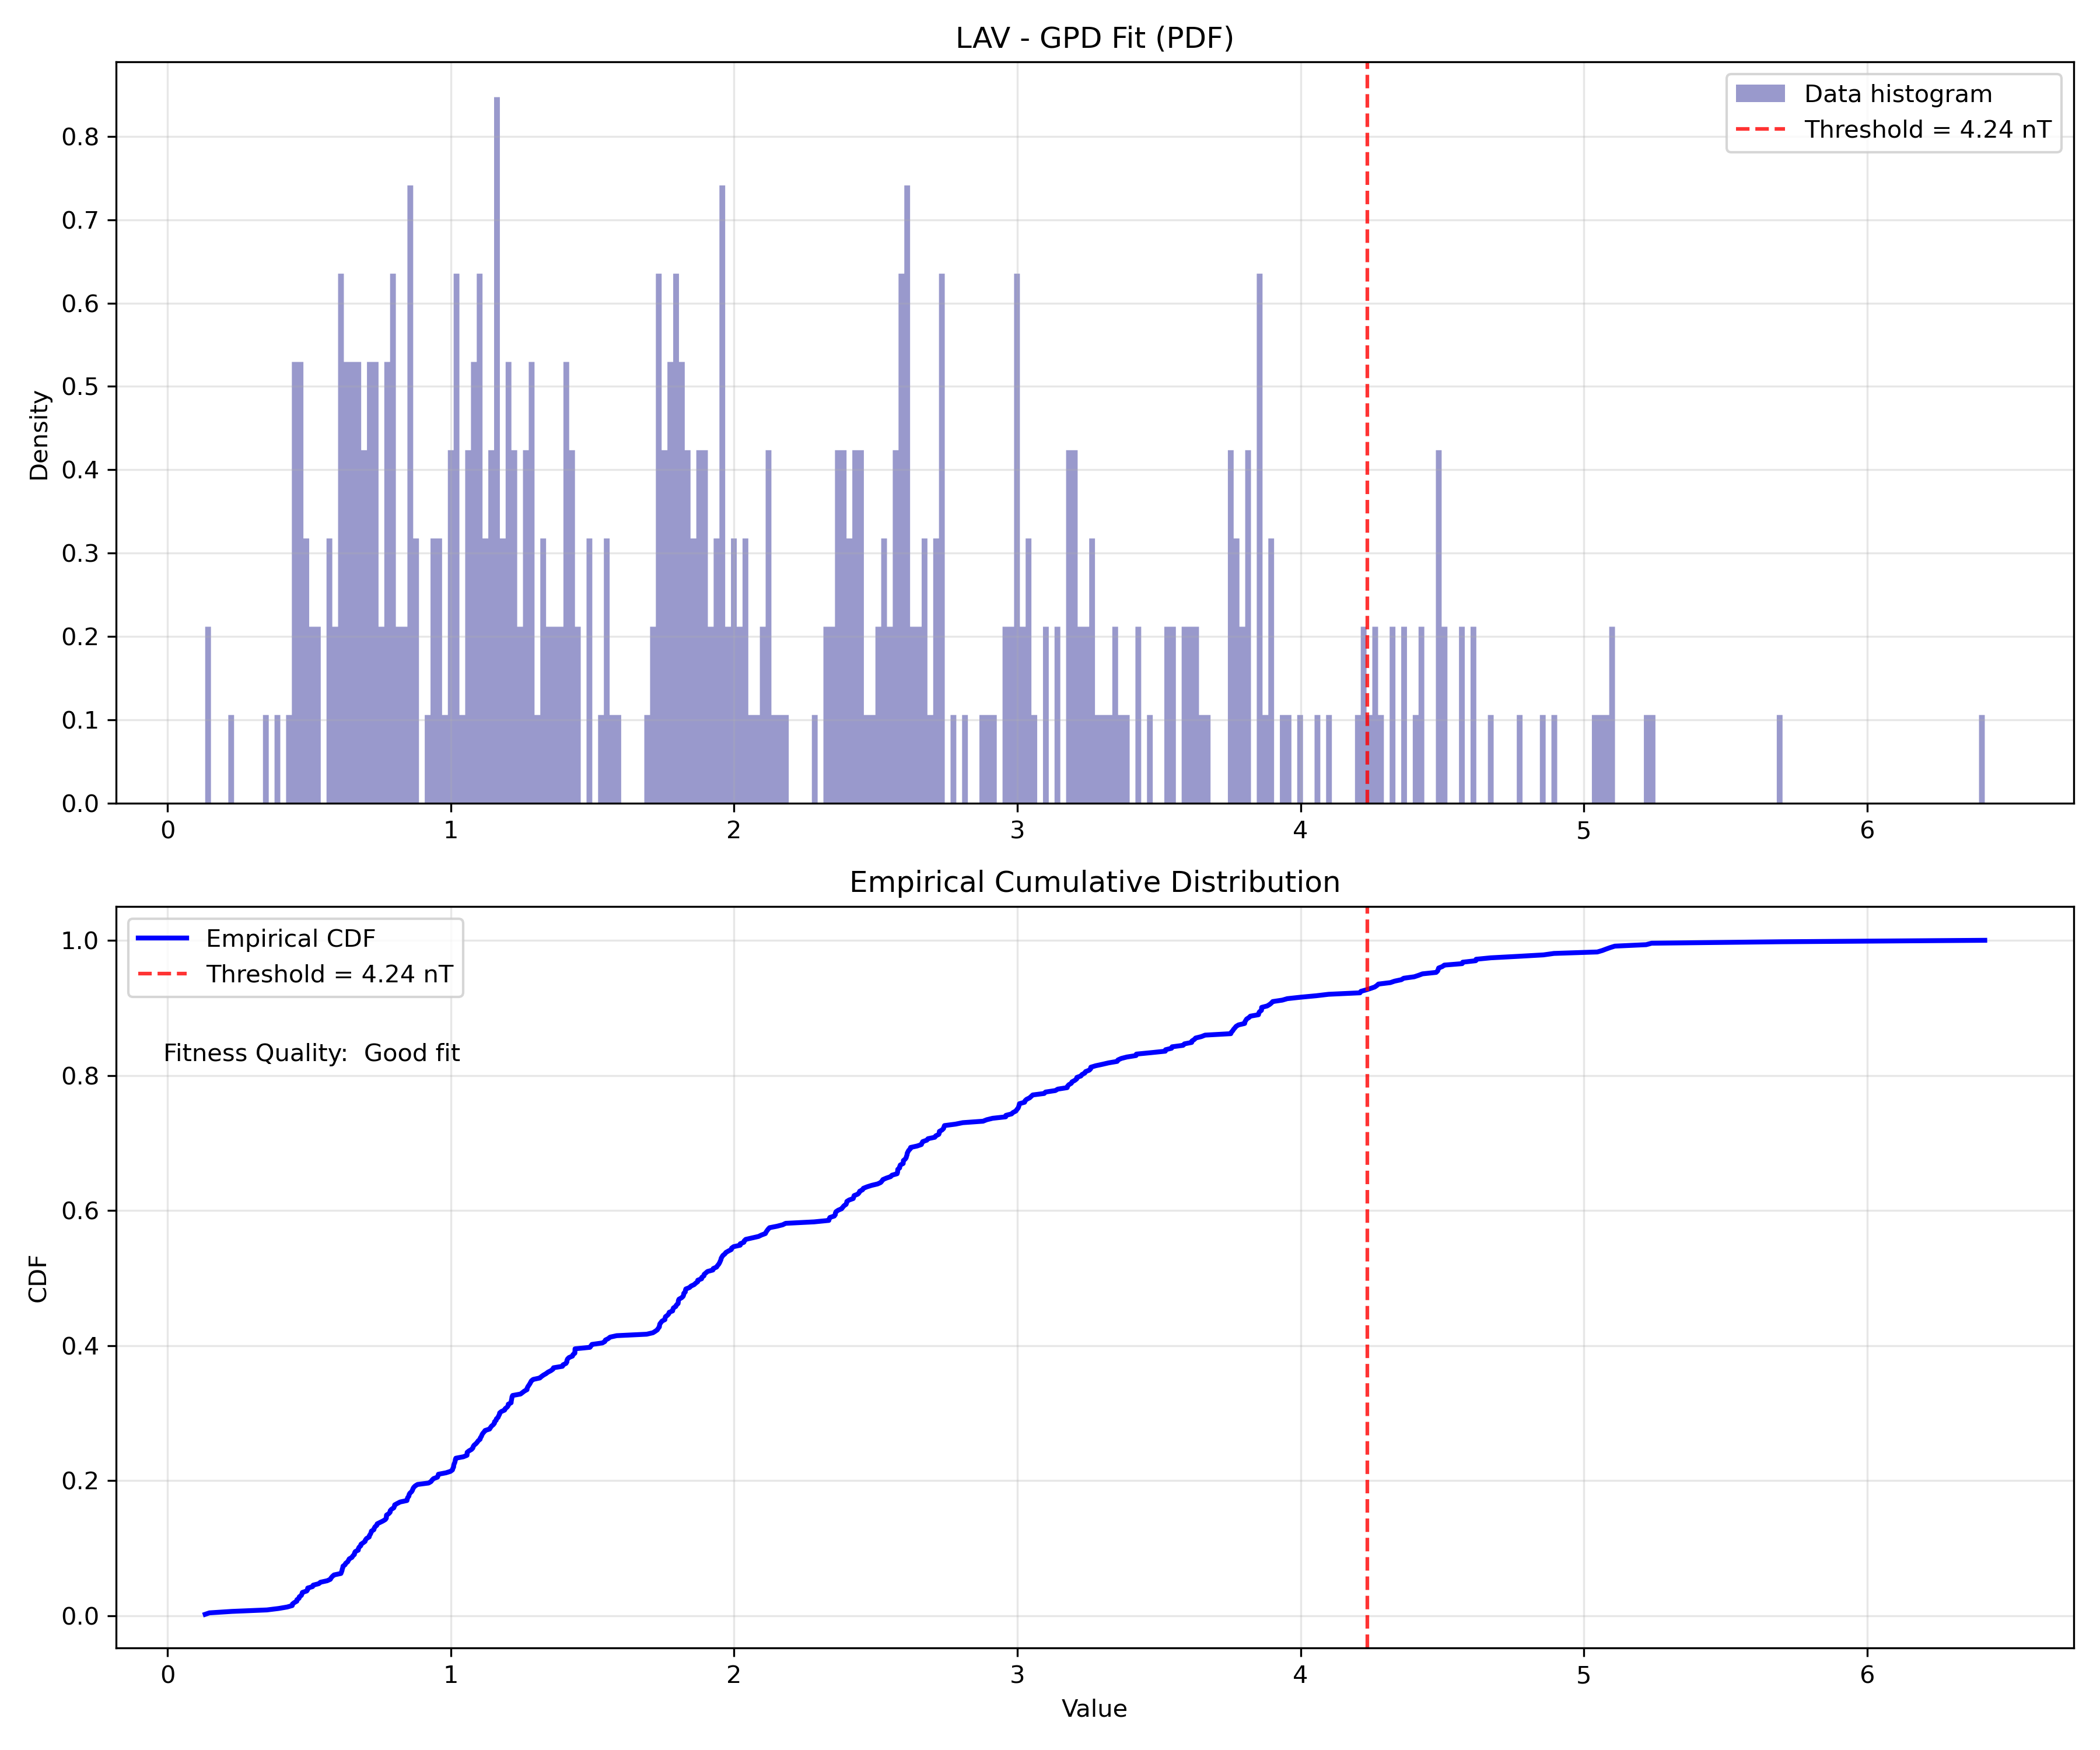 LAV - GPD Fit (PDF)
Data histogram
Threshold = 4.24 nT
Density
0.8
0.7
0.6
0.5
0.4
0.3
0.2
0.1
0.0
0 1 2 3 4 5 6
Empirical Cumulative Distribution
Empirical CDF
Threshold = 4.24 nT
Fitness Quality: Good fit
CDF
1.0
0.8
0.6
0.4
0.2
0.0
0 1 2 3 4 5 6
Value